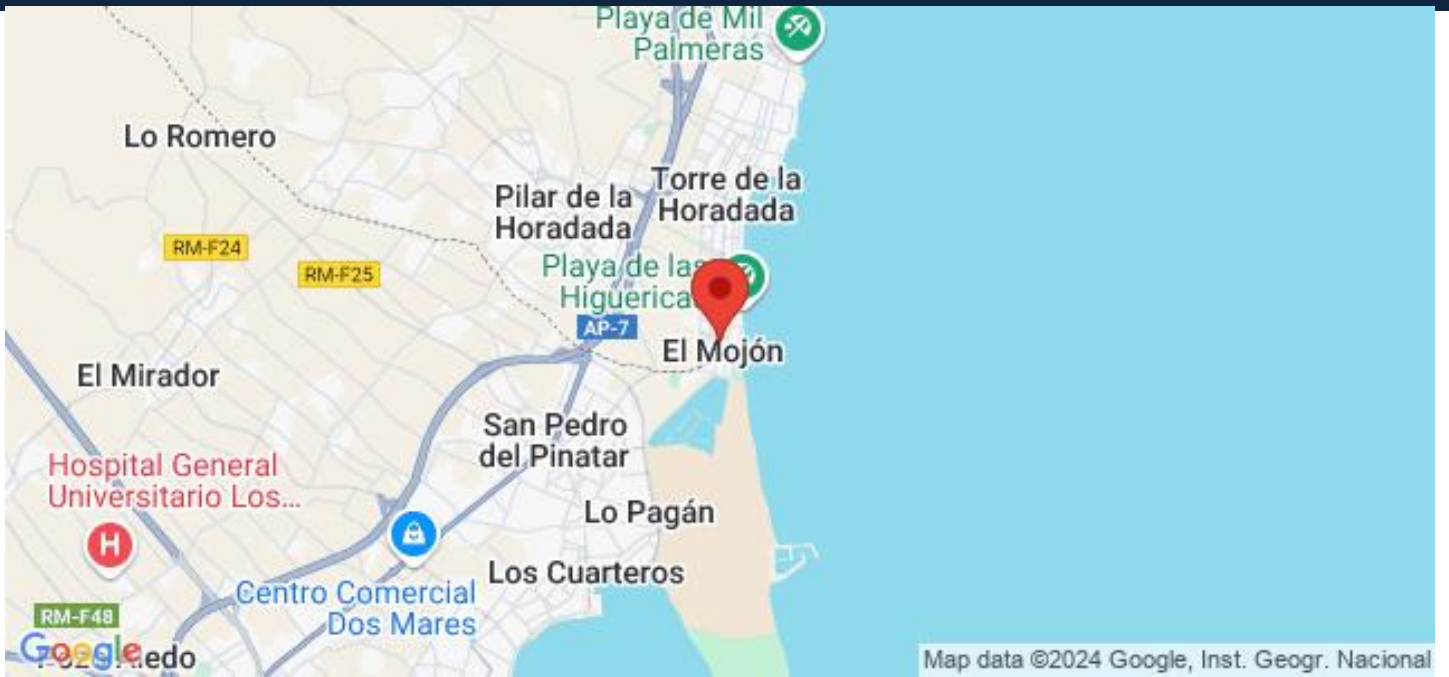 Playa de Mil
Palmeras
Lo Romero
Pilar de la
Horadada
Torre de la
Horadada
RM-F24
RM-F25
Playa de las
Higuericas
AP-7
El Mojón
El Mirador
San Pedro
del Pinatar
Hospital General
Universitario Los...
H
Lo Pagán
Los Cuarteros
Centro Comercial
Dos Mares
RM-F48
Google
Map data ©2024 Google, Inst. Geogr. Nacional